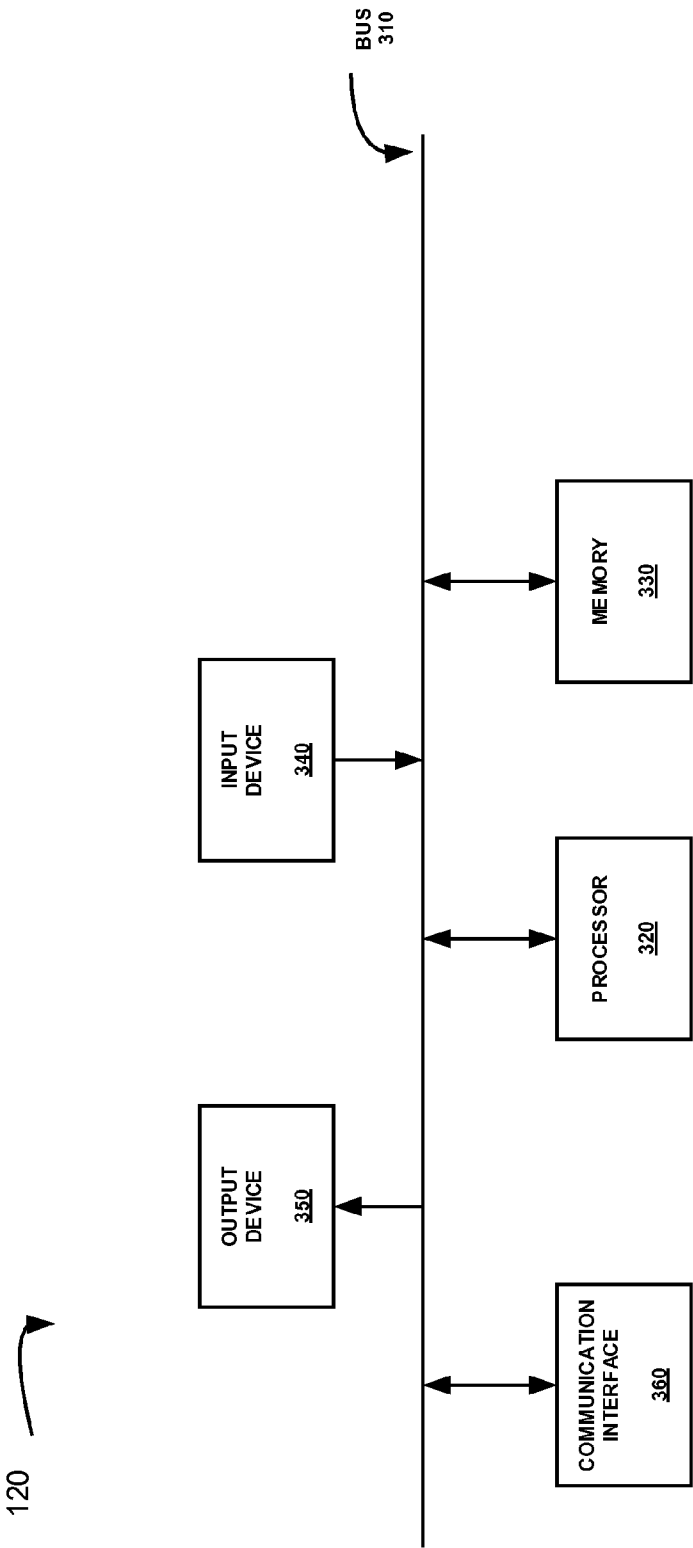 120
BUS
310
OUTPUT
DEVICE
350
INPUT
DEVICE
340
COMMUNICATION
INTERFACE
360
PROCESSOR
320
MEMORY
330